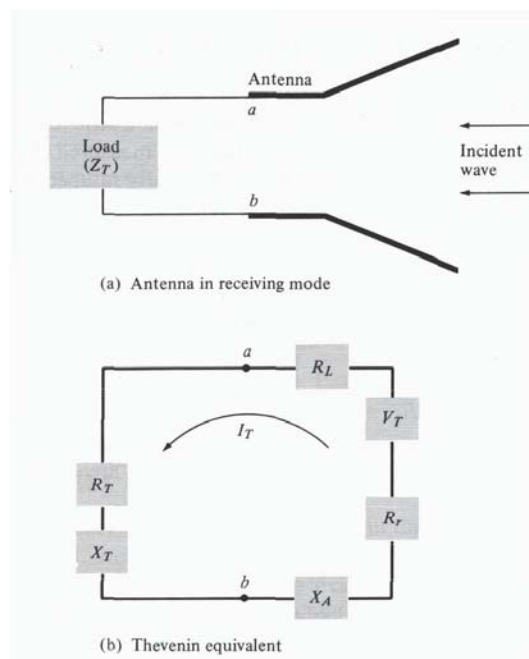 Antenna
a
Load
(Z_T)
Incident
wave
b
(a) Antenna in receiving mode
a
R_L
V_T
I_T
R_T
R_r
X_T
b
X_A
(b) Thevenin equivalent